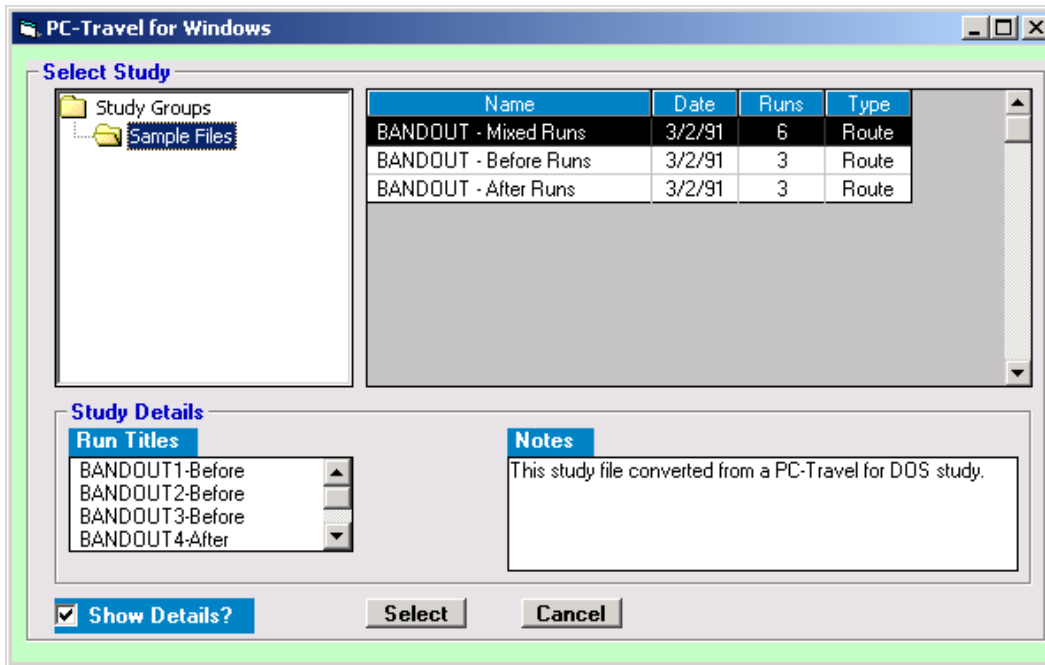 PC-Travel for Windows
Select Study
Study Groups
Sample Files
Name Date Runs Type
BANDOUT - Mixed Runs 3/2/91 6 Route
BANDOUT - Before Runs 3/2/91 3 Route
BANDOUT - After Runs 3/2/91 3 Route
Study Details
Run Titles
BANDOUT1-Before
BANDOUT2-Before
BANDOUT3-Before
BANDOUT4-After
Notes
This study file converted from a PC-Travel for DOS study.
Show Details?
Select
Cancel